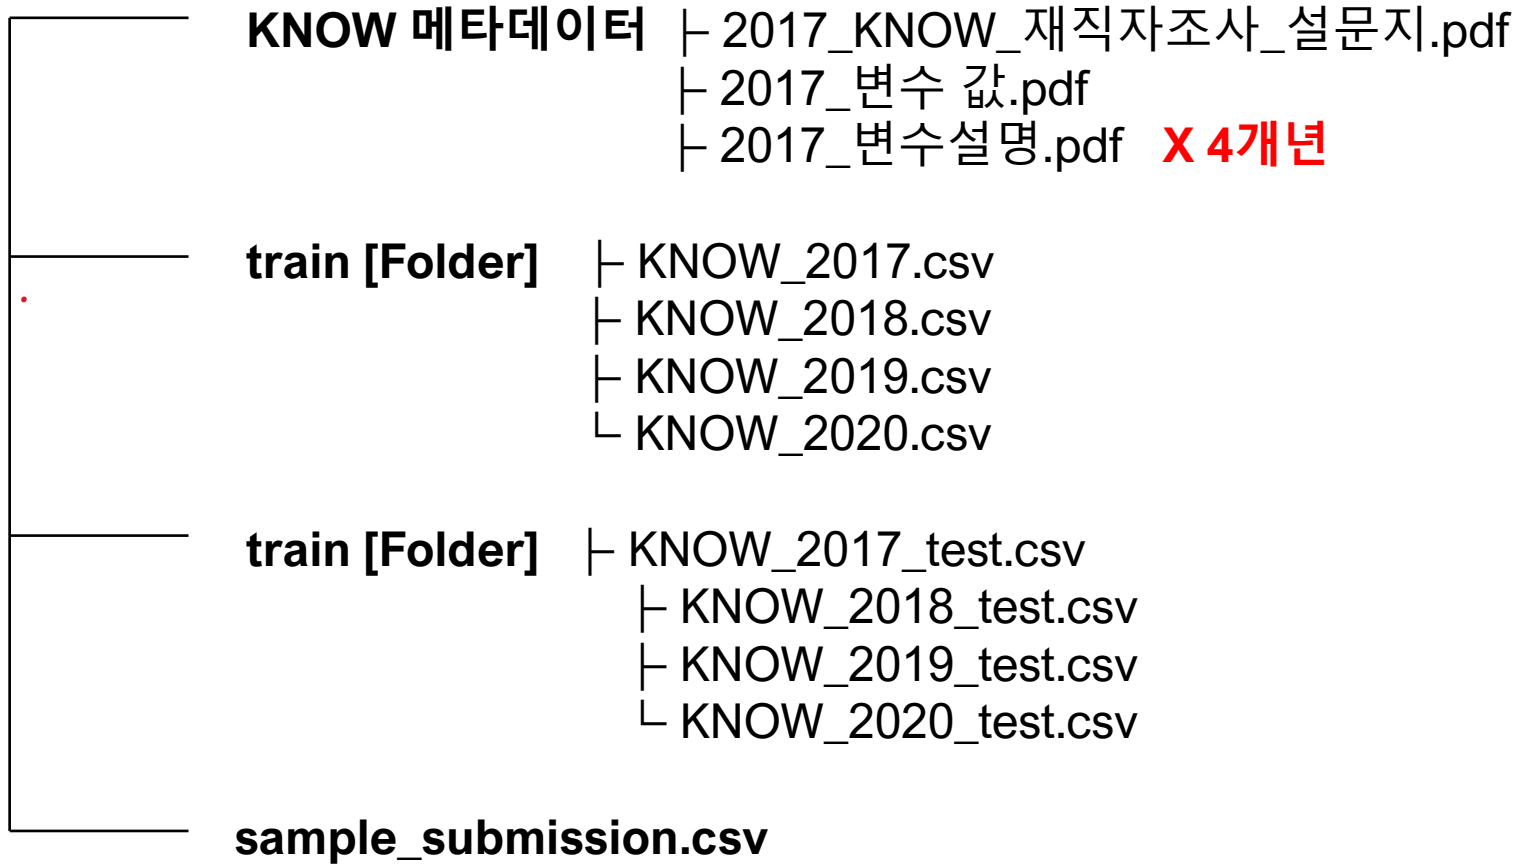 KNOW 메타데이터 ├ 2017_KNOW_재직자조사_설문지.pdf
├ 2017_변수 값.pdf
├ 2017_변수설명.pdf X 4개년
train [Folder] ├ KNOW_2017.csv
├ KNOW_2018.csv
├ KNOW_2019.csv
└ KNOW_2020.csv
train [Folder] ├ KNOW_2017_test.csv
├ KNOW_2018_test.csv
├ KNOW_2019_test.csv
└ KNOW_2020_test.csv
sample_submission.csv